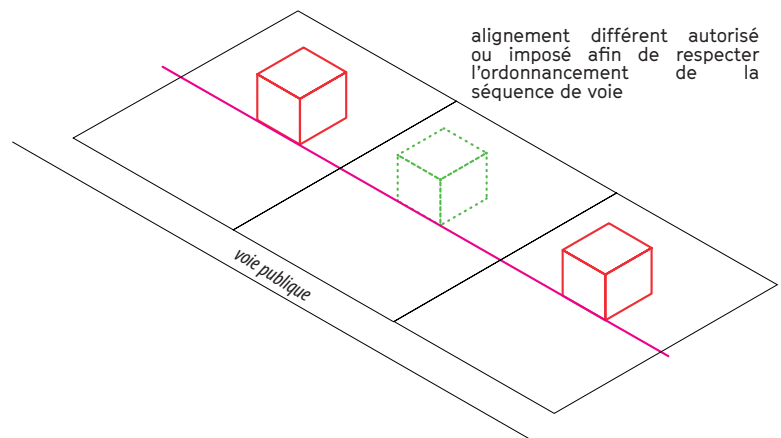 alignement différent autorisé
ou imposé afin de respecter
l'ordonnancement de la
séquence de voie
voie publique